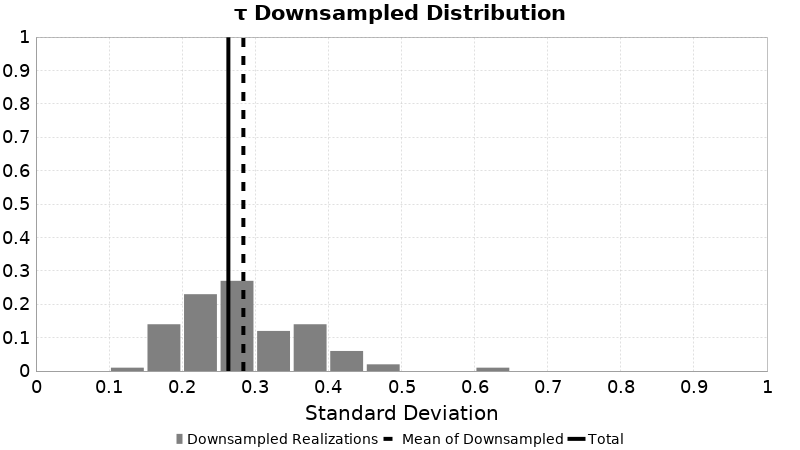 τ Downsampled Distribution
1
0.9
0.8
0.7
0.6
0.5
0.4
0.3
0.2
0.1
0
0 0.1 0.2 0.3 0.4 0.5 0.6 0.7 0.8 0.9 1
Standard Deviation
Downsampled Realizations Mean of Downsampled Total